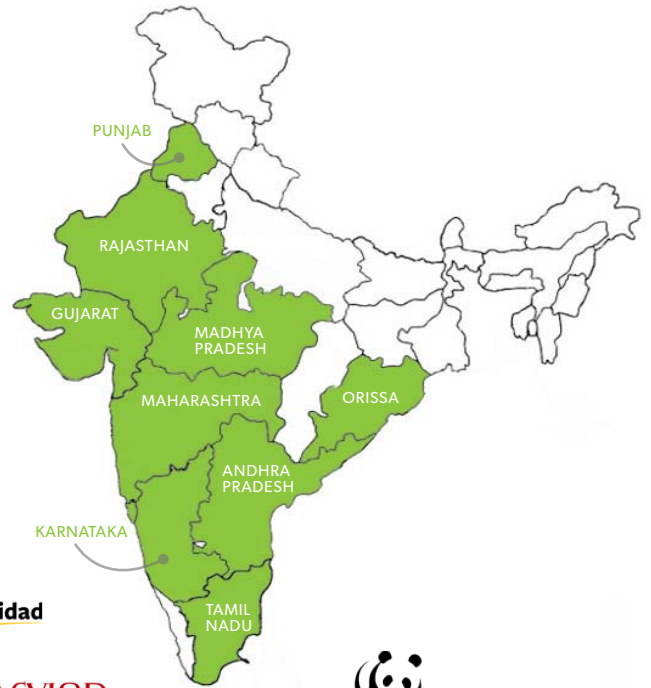 PUNJAB
RAJASTHAN
GUJARAT
MADHYA
PRADESH
MAHARASHTRA
ORISSA
ANDHRA
PRADESH
KARNATAKA
TAMIL
NADU
idad